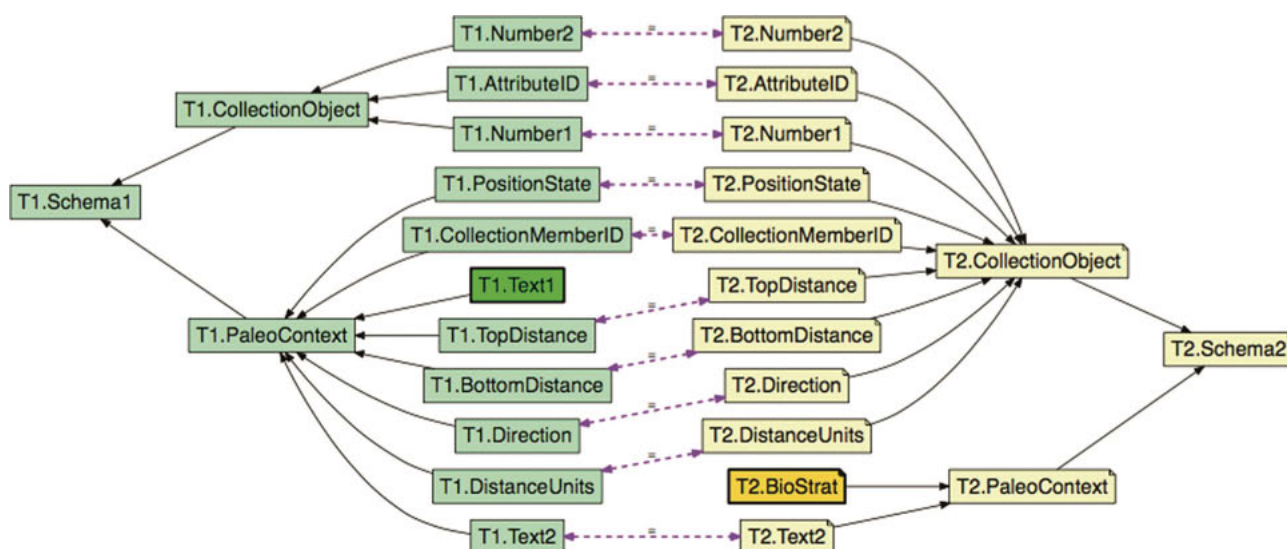 T1.Number2 = T2.Number2
T1.AttributeID = T2.AttributeID
T1.CollectionObject
T1.Number1 = T2.Number1
T1.PositionState = T2.PositionState
T1.Schema1
T1.CollectionMemberID = T2.CollectionMemberID
T2.CollectionObject
T1.Text1 T2.TopDistance
=
T1.PaleoContext T1.TopDistance T2.BottomDistance
T2.Schema2
=
T1.BottomDistance T2.Direction
=
T1.Direction T2.DistanceUnits
=
T1.DistanceUnits T2.BioStrat T2.PaleoContext
T1.Text2 = T2.Text2